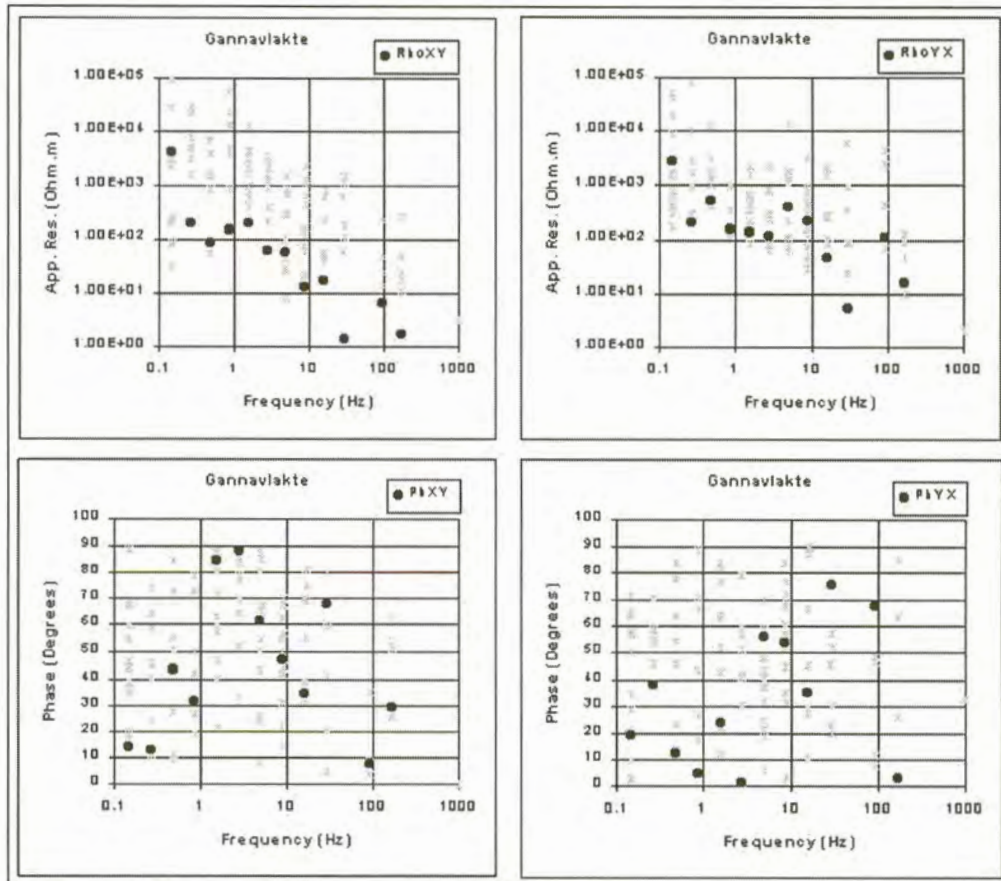 Gannavlakte
RhoXY
1.00E+05
1.00E+04
1.00E+03
1.00E+02
1.00E+01
1.00E+00
App. Res. (Ohm.m)
0.1 1 10 100 1000
Frequency (Hz)
Gannavlakte
RhoYX
1.00E+05
1.00E+04
1.00E+03
1.00E+02
1.00E+01
1.00E+00
App. Res. (Ohm.m)
0.1 1 10 100 1000
Frequency (Hz)
Gannavlakte
PhXY
100
90
80
70
60
50
40
30
20
10
0
Phase (Degrees)
0.1 1 10 100 1000
Frequency (Hz)
Gannavlakte
PhYX
100
90
80
70
60
50
40
30
20
10
0
Phase (Degrees)
0.1 1 10 100 1000
Frequency (Hz)